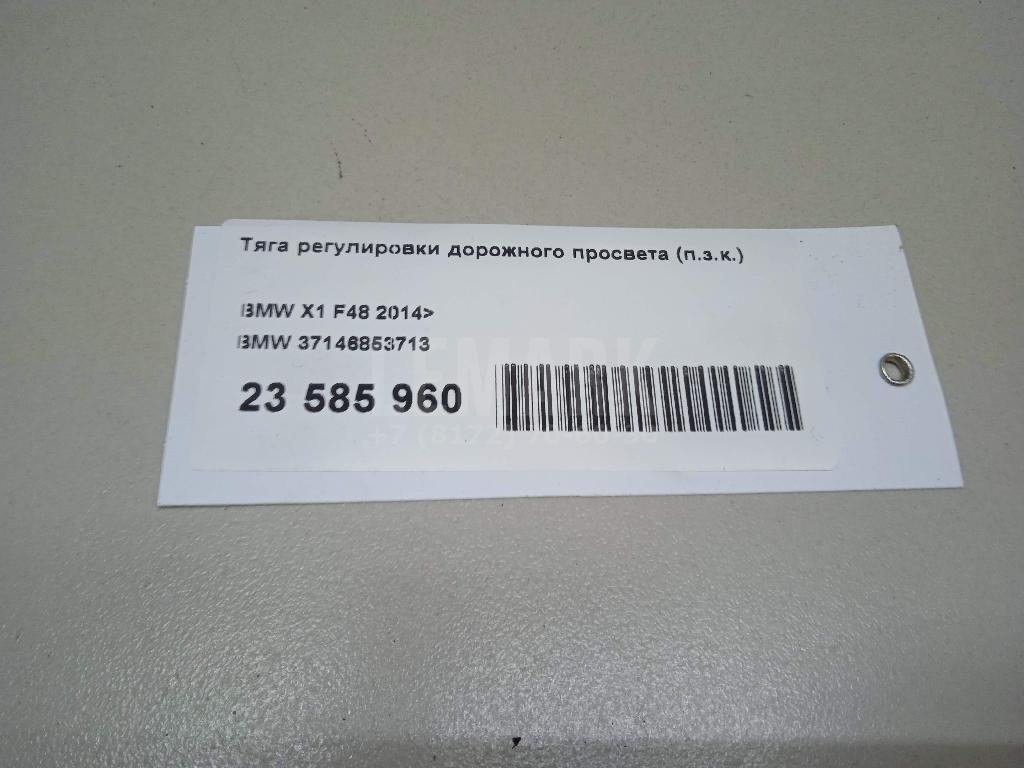 Тяга регулировки дорожного просвета (п.з.к.)
BMW X1 F48 2014>
BMW 37146853713
23 585 960